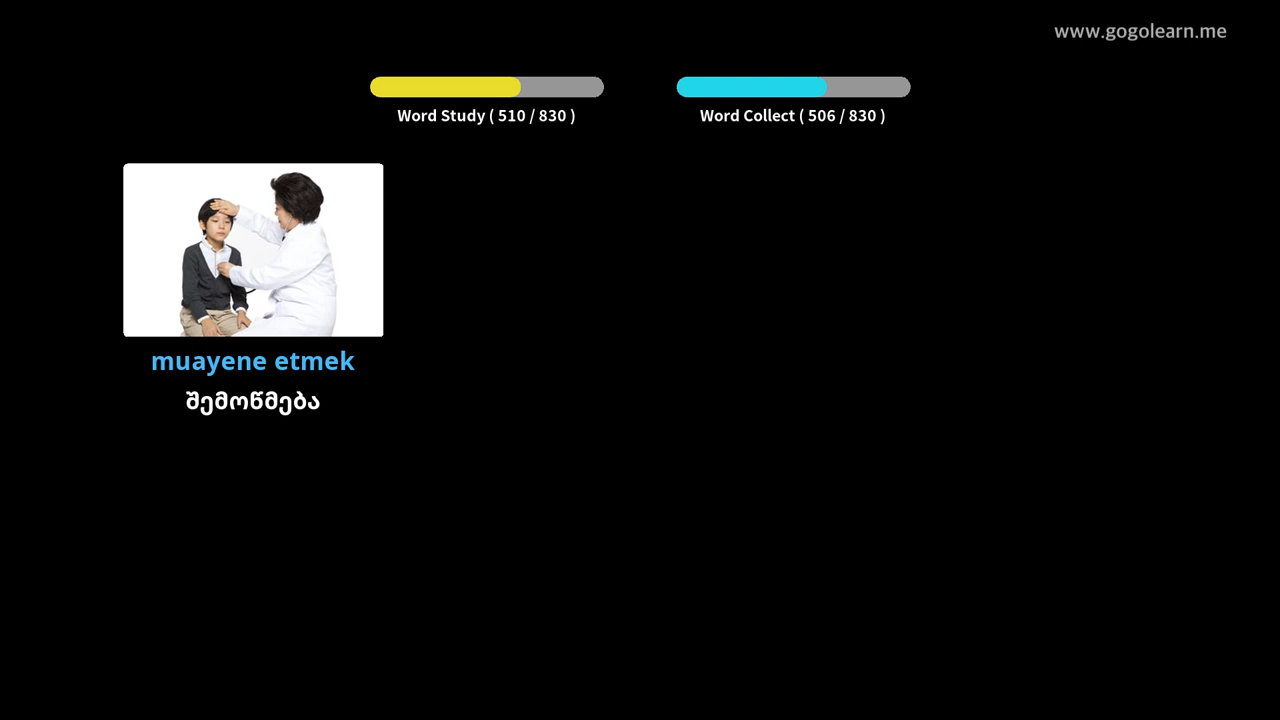 www.gogolearn.me
Word Study ( 510 / 830 )
Word Collect ( 506 / 830 )
muayene etmek
შემოწმება